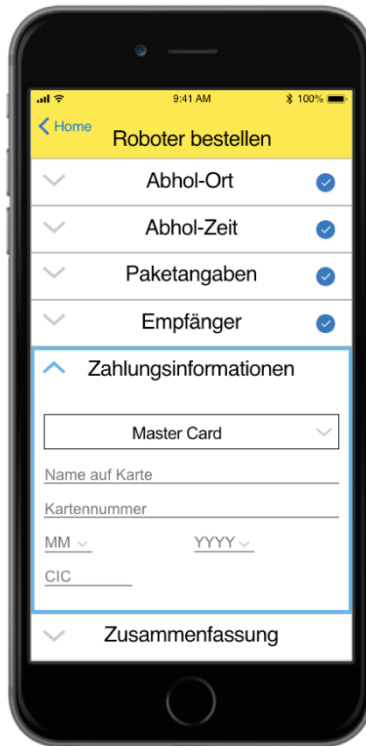 9:41 AM 100%
Home
Roboter bestellen
Abhol-Ort
Abhol-Zeit
Paketangaben
Empfänger
Zahlungsinformationen
Master Card
Name auf Karte
Kartennummer
MM YYYY
CIC
Zusammenfassung